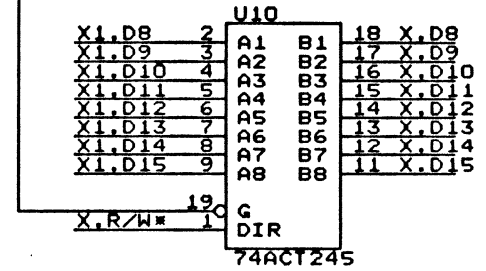 U10
X1.D8 2 A1 B1 18 X.D8
X1.D9 3 A2 B2 17 X.D9
X1.D10 4 A3 B3 16 X.D10
X1.D11 5 A4 B4 15 X.D11
X1.D12 6 A5 B5 14 X.D12
X1.D13 7 A6 B6 13 X.D13
X1.D14 8 A7 B7 12 X.D14
X1.D15 9 A8 B8 11 X.D15
19 G
X.R/W* 1 DIR
74ACT245